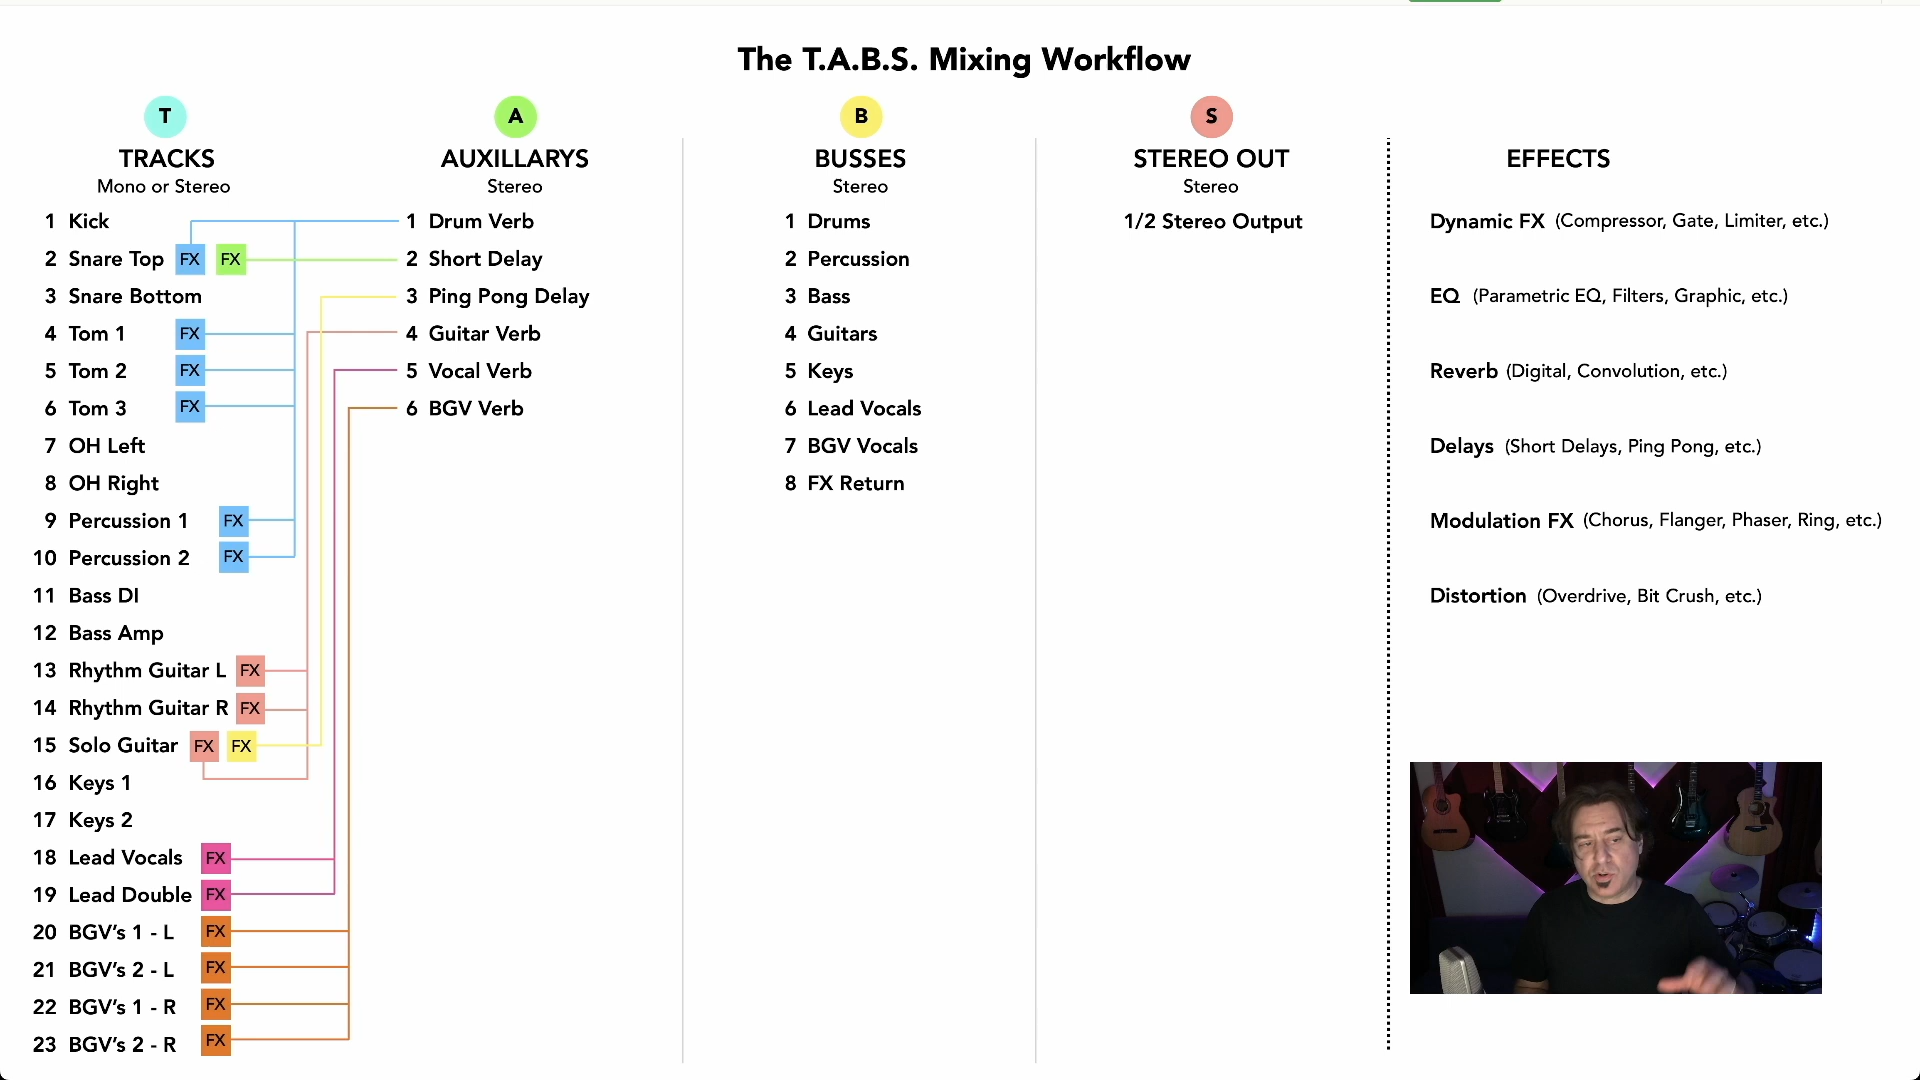 The T.A.B.S. Mixing Workflow
T
TRACKS
Mono or Stereo
1 Kick
2 Snare Top FX FX
3 Snare Bottom
4 Tom 1 FX
5 Tom 2 FX
6 Tom 3 FX
7 OH Left
8 OH Right
9 Percussion 1 FX
10 Percussion 2 FX
11 Bass DI
12 Bass Amp
13 Rhythm Guitar L FX
14 Rhythm Guitar R FX
15 Solo Guitar FX FX
16 Keys 1
17 Keys 2
18 Lead Vocals FX
19 Lead Double FX
20 BGV's 1 - L FX
21 BGV's 2 - L FX
22 BGV's 1 - R FX
23 BGV's 2 - R FX
A
AUXILLARYS
Stereo
1 Drum Verb
2 Short Delay
3 Ping Pong Delay
4 Guitar Verb
5 Vocal Verb
6 BGV Verb
B
BUSSES
Stereo
1 Drums
2 Percussion
3 Bass
4 Guitars
5 Keys
6 Lead Vocals
7 BGV Vocals
8 FX Return
S
STEREO OUT
Stereo
1/2 Stereo Output
EFFECTS
Dynamic FX (Compressor, Gate, Limiter, etc.)
EQ (Parametric EQ, Filters, Graphic, etc.)
Reverb (Digital, Convolution, etc.)
Delays (Short Delays, Ping Pong, etc.)
Modulation FX (Chorus, Flanger, Phaser, Ring, etc.)
Distortion (Overdrive, Bit Crush, etc.)